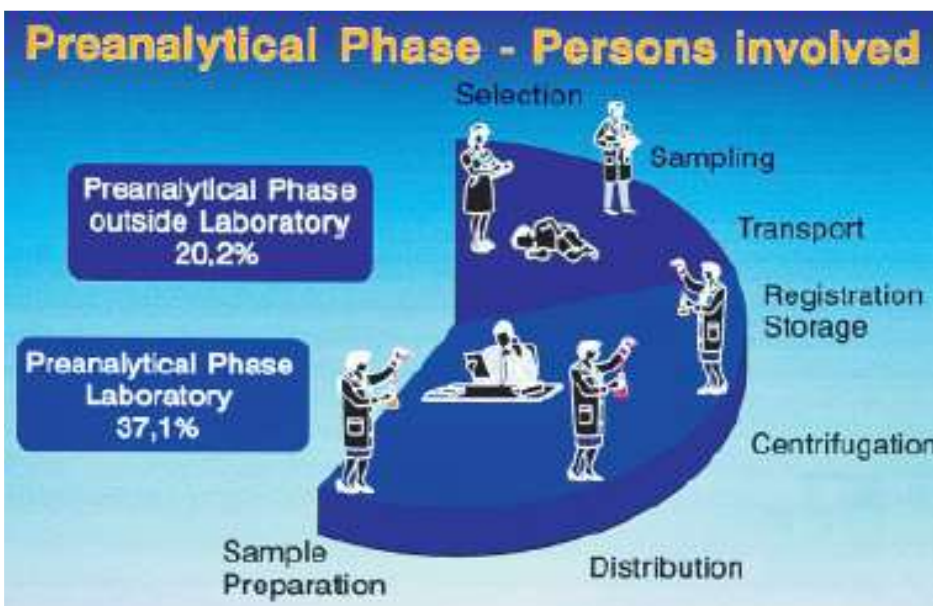 Preanalytical Phase - Persons involved
Selection
Sampling
Preanalytical Phase
outside Laboratory
20,2%
Transport
Registration
Storage
Preanalytical Phase
Laboratory
37,1%
Centrifugation
Sample
Preparation
Distribution